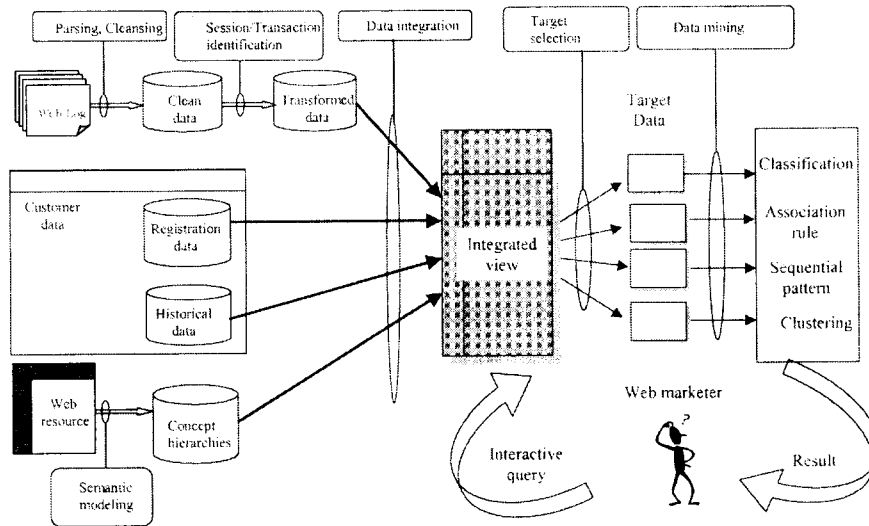 Parsing, Cleansing
Session/Transaction
identification
Data integration
Target
selection
Data mining
Web Log
Clean
data
Transformed
data
Target
Data
Customer
data
Registration
data
Historical
data
Integrated
view
Classification
Association
rule
Sequential
pattern
Clustering
Web
resource
Concept
hierarchies
Semantic
modeling
Interactive
query
Web marketer
?
Result